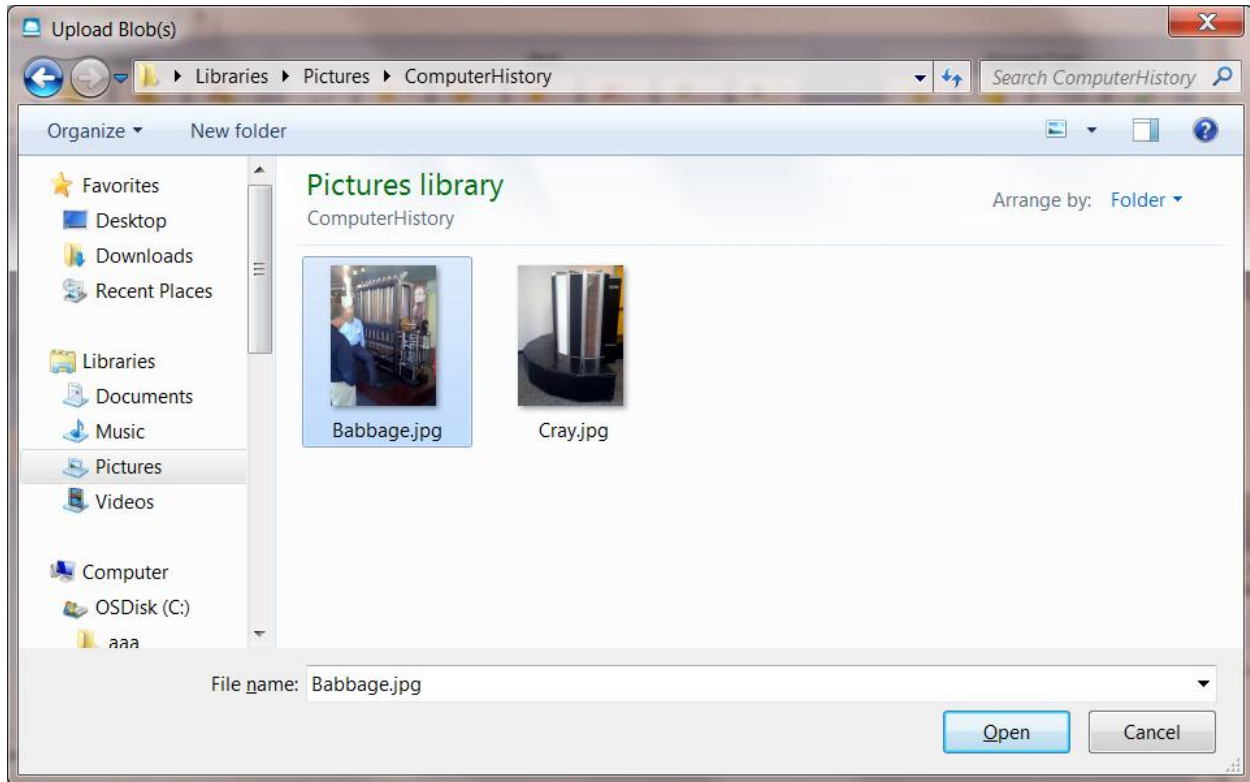 Upload Blob(s)
Libraries Pictures ComputerHistory
Search ComputerHistory
Organize New folder
Favorites
Desktop
Downloads
Recent Places
Libraries
Documents
Music
Pictures
Videos
Computer
OSDisk (C:)
aaa
Pictures library
ComputerHistory
Arrange by: Folder
Babbage.jpg Cray.jpg
File name: Babbage.jpg
Open Cancel